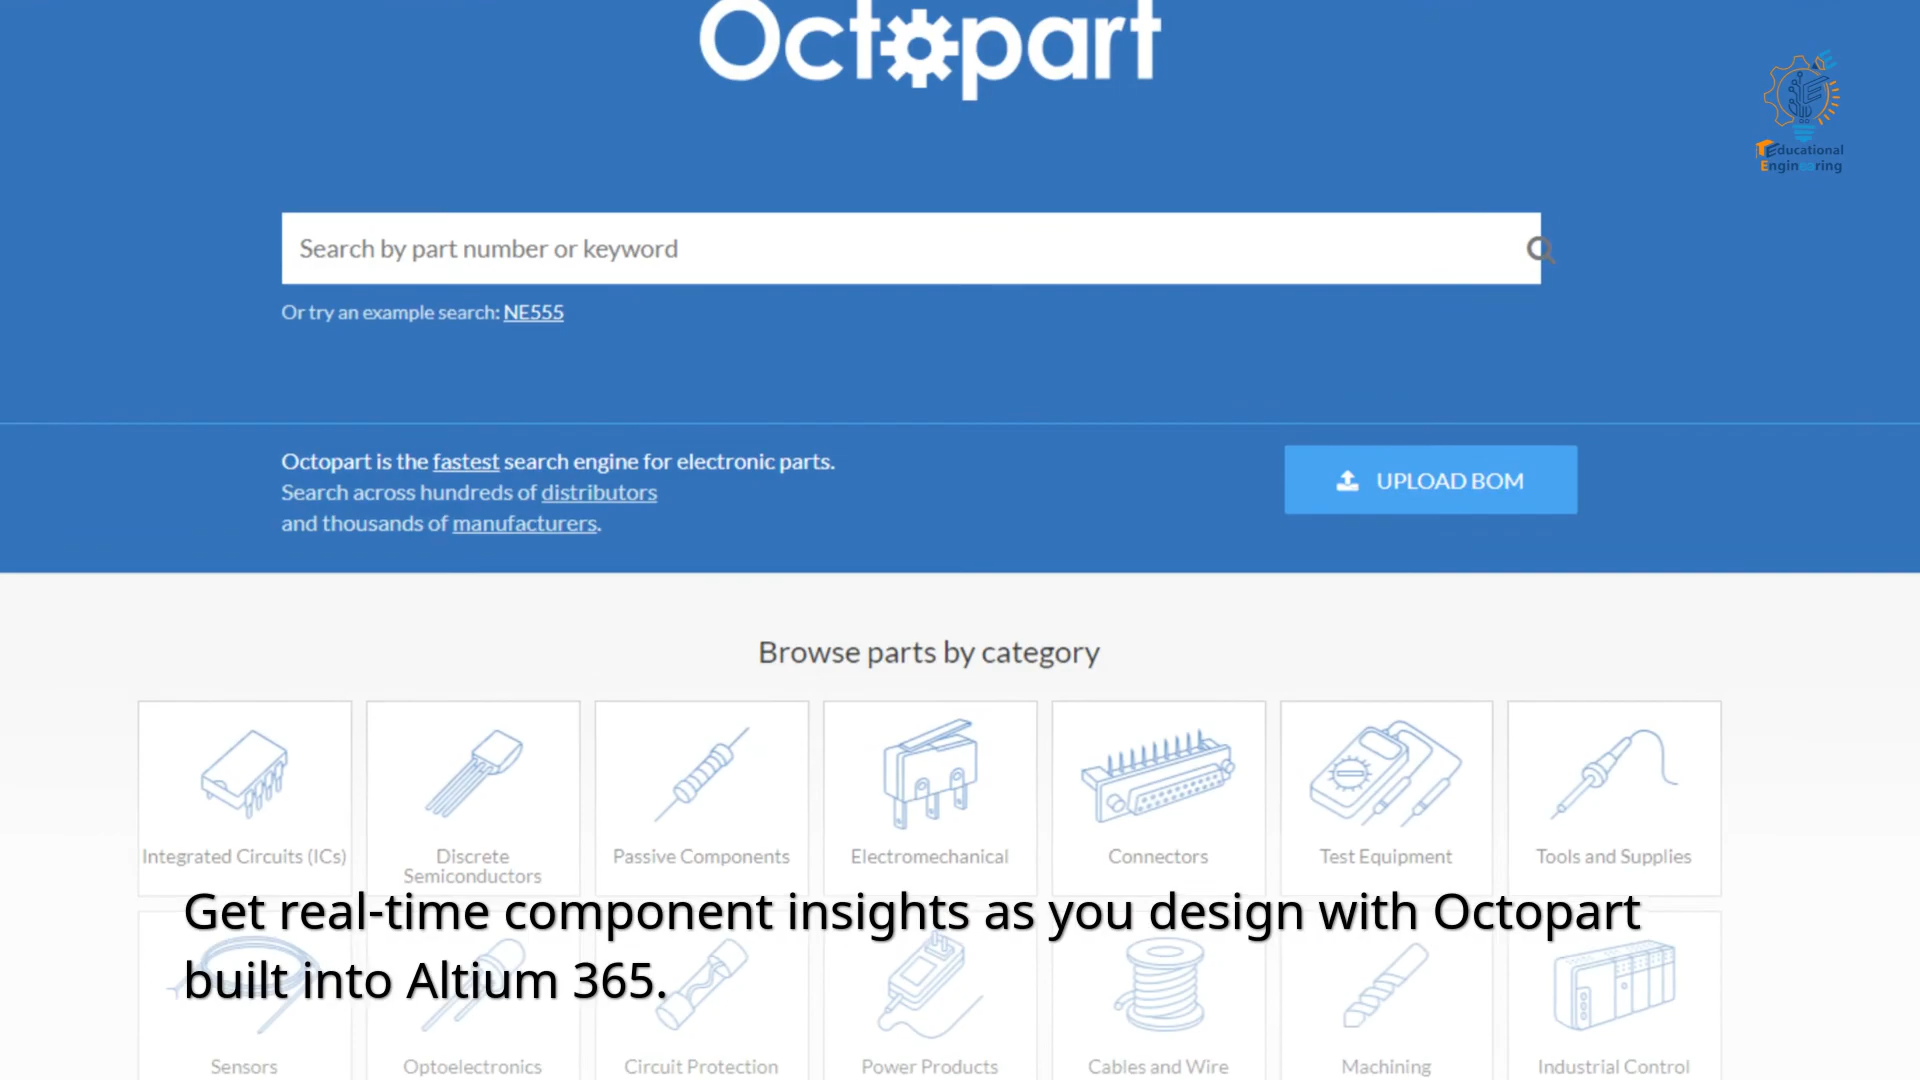 Octopart
Educational
Engineering
Search by part number or keyword
Or try an example search: NE555
Octopart is the fastest search engine for electronic parts.
Search across hundreds of distributors
and thousands of manufacturers.
UPLOAD BOM
Browse parts by category
Integrated Circuits (ICs)
Discrete
Semiconductors
Passive Components
Electromechanical
Connectors
Test Equipment
Tools and Supplies
Get real-time component insights as you design with Octopart
built into Altium 365.
Sensors
Optoelectronics
Circuit Protection
Power Products
Cables and Wire
Machining
Industrial Control